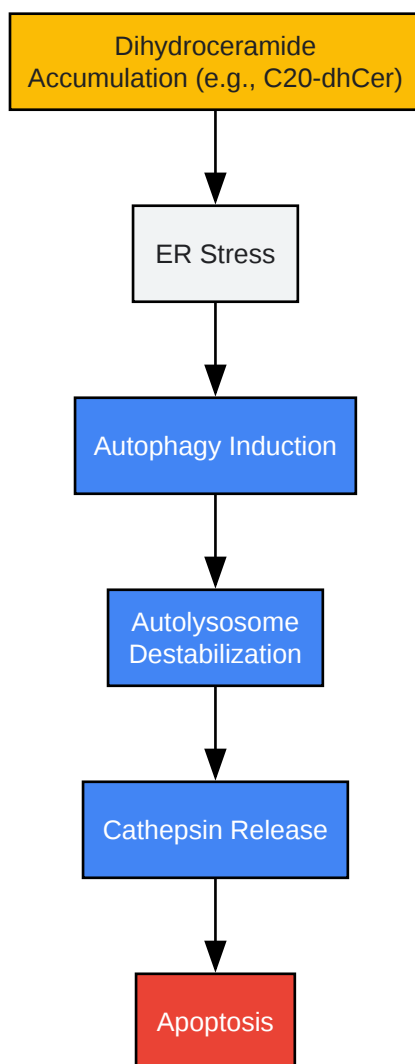 Dihydroceramide
Accumulation (e.g., C20-dhCer)
ER Stress
Autophagy Induction
Autolysosome
Destabilization
Cathepsin Release
Apoptosis